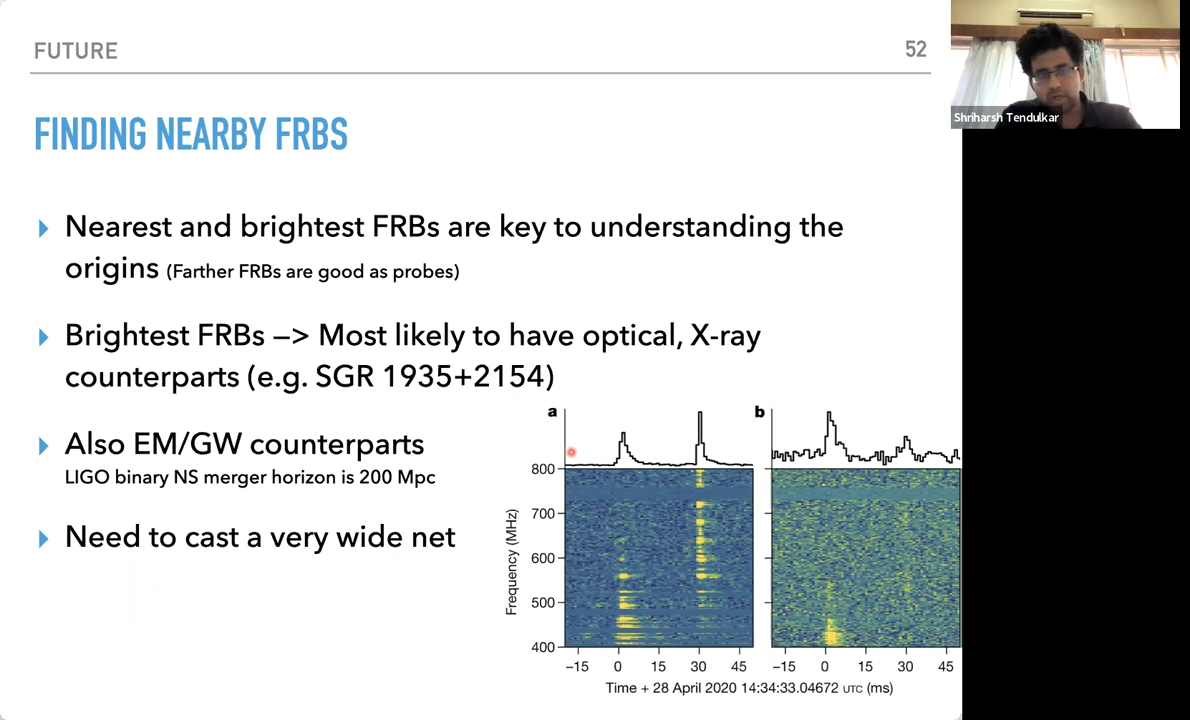 FUTURE
52
FINDING NEARBY FRBS
Nearest and brightest FRBs are key to understanding the
origins (Farther FRBs are good as probes)
Brightest FRBs —> Most likely to have optical, X-ray
counterparts (e.g. SGR 1935+2154)
Also EM/GW counterparts
LIGO binary NS merger horizon is 200 Mpc
Need to cast a very wide net
a
b
800
700
600
500
400
Frequency (MHz)
−15 0 15 30 45
−15 0 15 30 45
Time + 28 April 2020 14:34:33.04672 UTC (ms)
Shriharsh Tendulkar